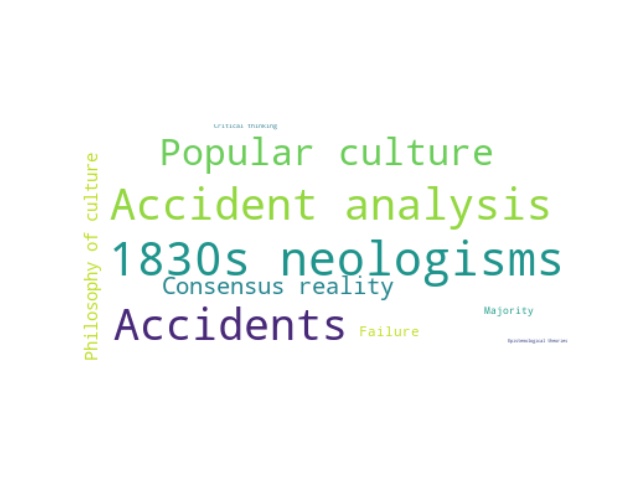 Critical thinking
Popular culture
Accident analysis
Philosophy of culture
1830s neologisms
Consensus reality
Accidents
Majority
Failure
Epistemological theories